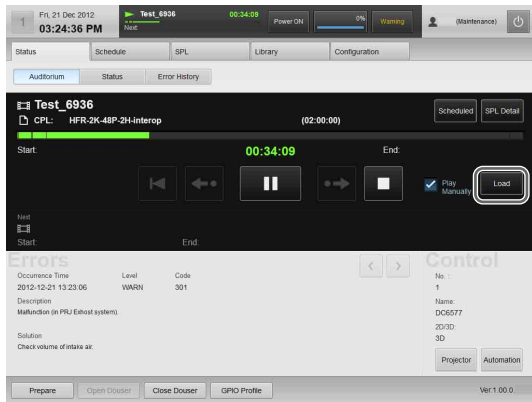 1
Fri, 21 Dec 2012
03:24:36 PM
Test_6936
00:34:09
Next
Power ON
0%
Warning
(Maintenance)
Status
Schedule
SPL
Library
Configuration
Auditorium
Status
Error History
Test_6936
CPL: HFR-2K-48P-2H-interop
(02:00:00)
Scheduled
SPL Detail
Start:
00:34:09
End:
Play Manually
Load
Next
Start:
End:
Errors
Occurrence Time
Level
Code
2012-12-21 13:23:06
WARN
301
Description
Malfunction (in PRJ Exhost system).
Solution
Check volume of intake air.
Control
No. :
1
Name:
DC6577
2D/3D:
3D
Projector
Automation
Prepare
Open Douser
Close Douser
GPIO Profile
Ver.1.00.0